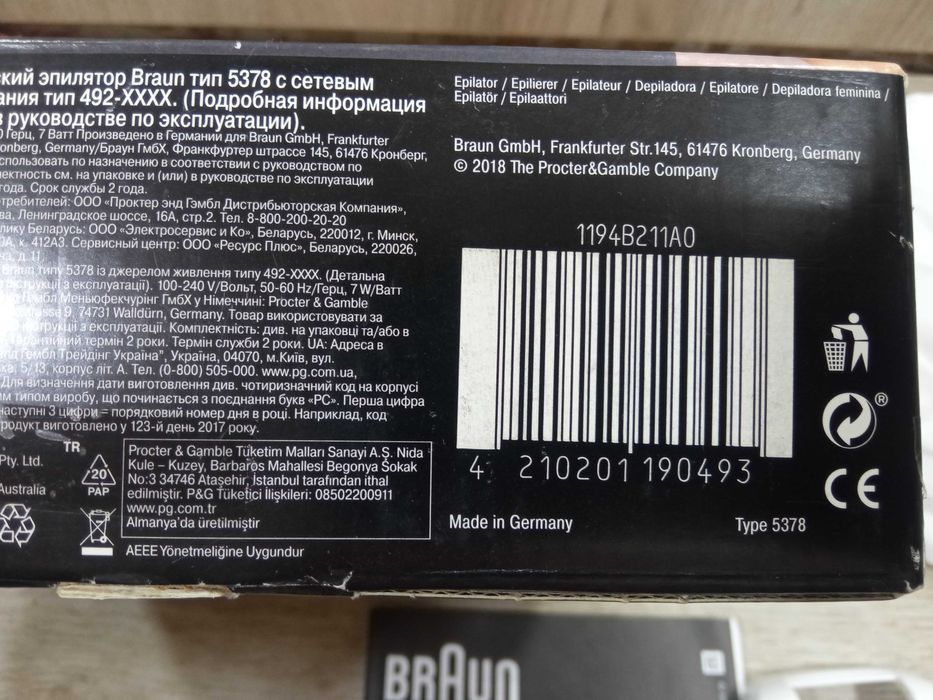 эпилятор Braun тип 5378 с сетевым
тип 492-XXXX. (Подробная информация
в руководстве по эксплуатации).
Герц, 7 Ватт Произведено в Германии для Braun GmbH, Frankfurter
Germany/Браун ГмбХ, Франкфуртер штрассе 145, 61476 Кронберг,
использовать по назначению в соответствии с руководством по
см. на упаковке и (или) в руководстве по эксплуатации
года. Срок службы 2 года.
ООО «Проктер энд Гэмбл Дистрибьюторская Компания»,
Ленинградское шоссе, 16А, стр.2. Тел. 8-800-200-20-20
ООО «Электросервис и Ко», Беларусь, 220012, г. Минск,
к. 412А3. Сервисный центр: ООО «Ресурс Плюс», Беларусь, 220026,
д. 11.
Braun типу 5378 із джерелом живлення типу 492-XXXX. (Детальна
інструкції з експлуатації). 100-240 V/Вольт, 50-60 Hz/Герц, 7 W/Ватт
Меньюфекчурінг ГмбХ у Німеччині: Procter & Gamble
9, 74731 Walldürn, Germany. Товар використовувати за
інструкції з експлуатації. Комплектність: див. на упаковці та/або в
Гарантійний термін 2 роки. Термін служби 2 роки. UA: Адреса в
Гембл Трейдінг Україна", Україна, 04070, м.Київ, вул.
5/13, корпус літ А. Тел. (0-800) 505-000. www.pg.com.ua,
Для визначення дати виготовлення див. чотиризначний код на корпусі
типом виробу, що починається з поєднання букв «PC». Перша цифра
наступні 3 цифри = порядковий номер дня в році. Наприклад, код
продукт виготовлено у 123-й день 2017 року.
Pty. Ltd.
Australia
TR
20
PAP
Procter & Gamble Tüketim Malları Sanayi A.Ş. Nida
Kule – Kuzey, Barbaros Mahallesi Begonya Sokak
No:3 34746 Ataşehir, İstanbul tarafından ithal
edilmiştir. P&G Tüketici İlişkileri: 08502200911
www.pg.com.tr
Almanya'da üretilmiştir
AEEE Yönetmeliğine Uygundur
Epilator / Epilierer / Epilateur / Depiladora / Epilatore / Depiladora feminina /
Epilatör / Epilaattori
Braun GmbH, Frankfurter Str.145, 61476 Kronberg, Germany
© 2018 The Procter&Gamble Company
1194B211A0
4 210201 190493
®
CE
Made in Germany
Type 5378
BRAUN